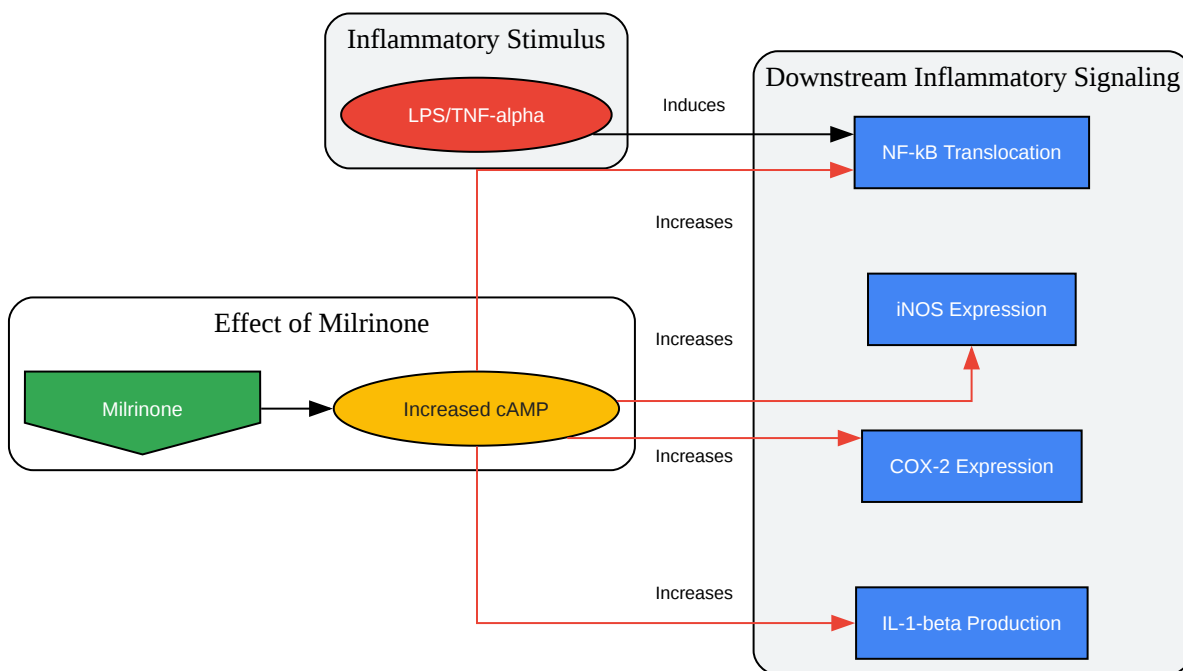 Inflammatory Stimulus
LPS/TNF-alpha
Induces
Downstream Inflammatory Signaling
NF-kB Translocation
Increases
iNOS Expression
Effect of Milrinone
Increases
Milrinone
Increased cAMP
Increases
COX-2 Expression
Increases
IL-1-beta Production